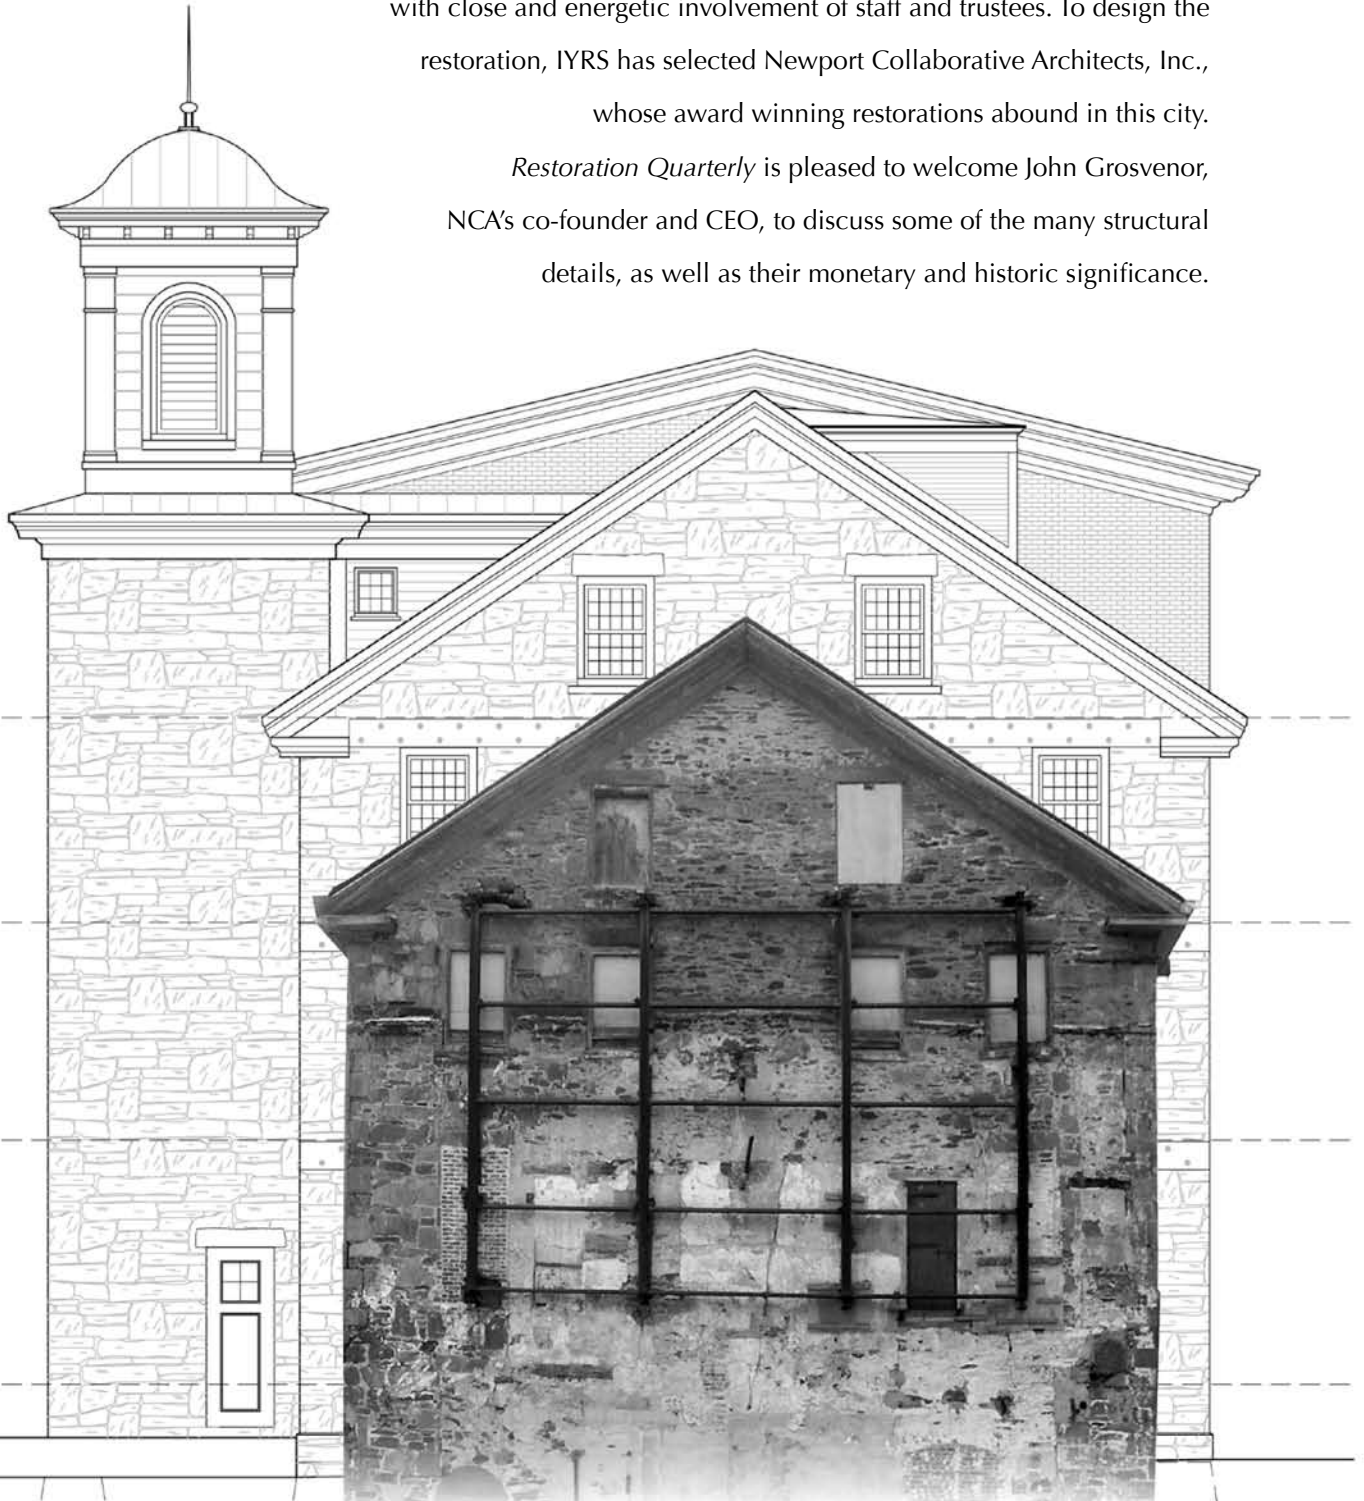 with close and energetic involvement of staff and trustees. To design the
restoration, IYRS has selected Newport Collaborative Architects, Inc.,
whose award winning restorations abound in this city.
Restoration Quarterly is pleased to welcome John Grosvenor,
NCA's co-founder and CEO, to discuss some of the many structural
details, as well as their monetary and historic significance.